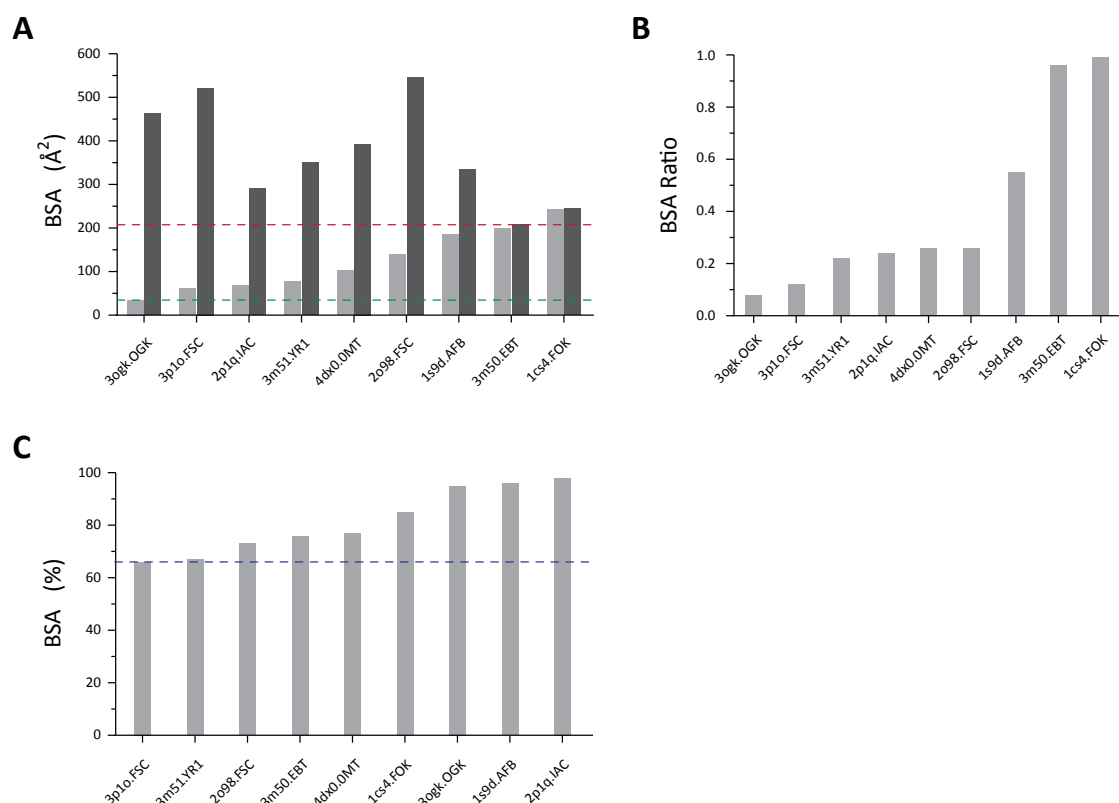 A
BSA (Å²)
600
500
400
300
200
100
0
3ogk.OGK
3p1o.FSC
2p1q.IAC
3m51.YR1
4dx0.0MT
2o98.FSC
1s9d.AFB
3m50.EBT
1cs4.FOK
B
BSA Ratio
1.0
0.8
0.6
0.4
0.2
0.0
3ogk.OGK
3p1o.FSC
3m51.YR1
2p1q.IAC
4dx0.0MT
2o98.FSC
1s9d.AFB
3m50.EBT
1cs4.FOK
C
BSA (%)
100
80
60
40
20
0
3p1o.FSC
3m51.YR1
2o98.FSC
3m50.EBT
4dx0.0MT
1cs4.FOK
3ogk.OGK
1s9d.AFB
2p1q.IAC